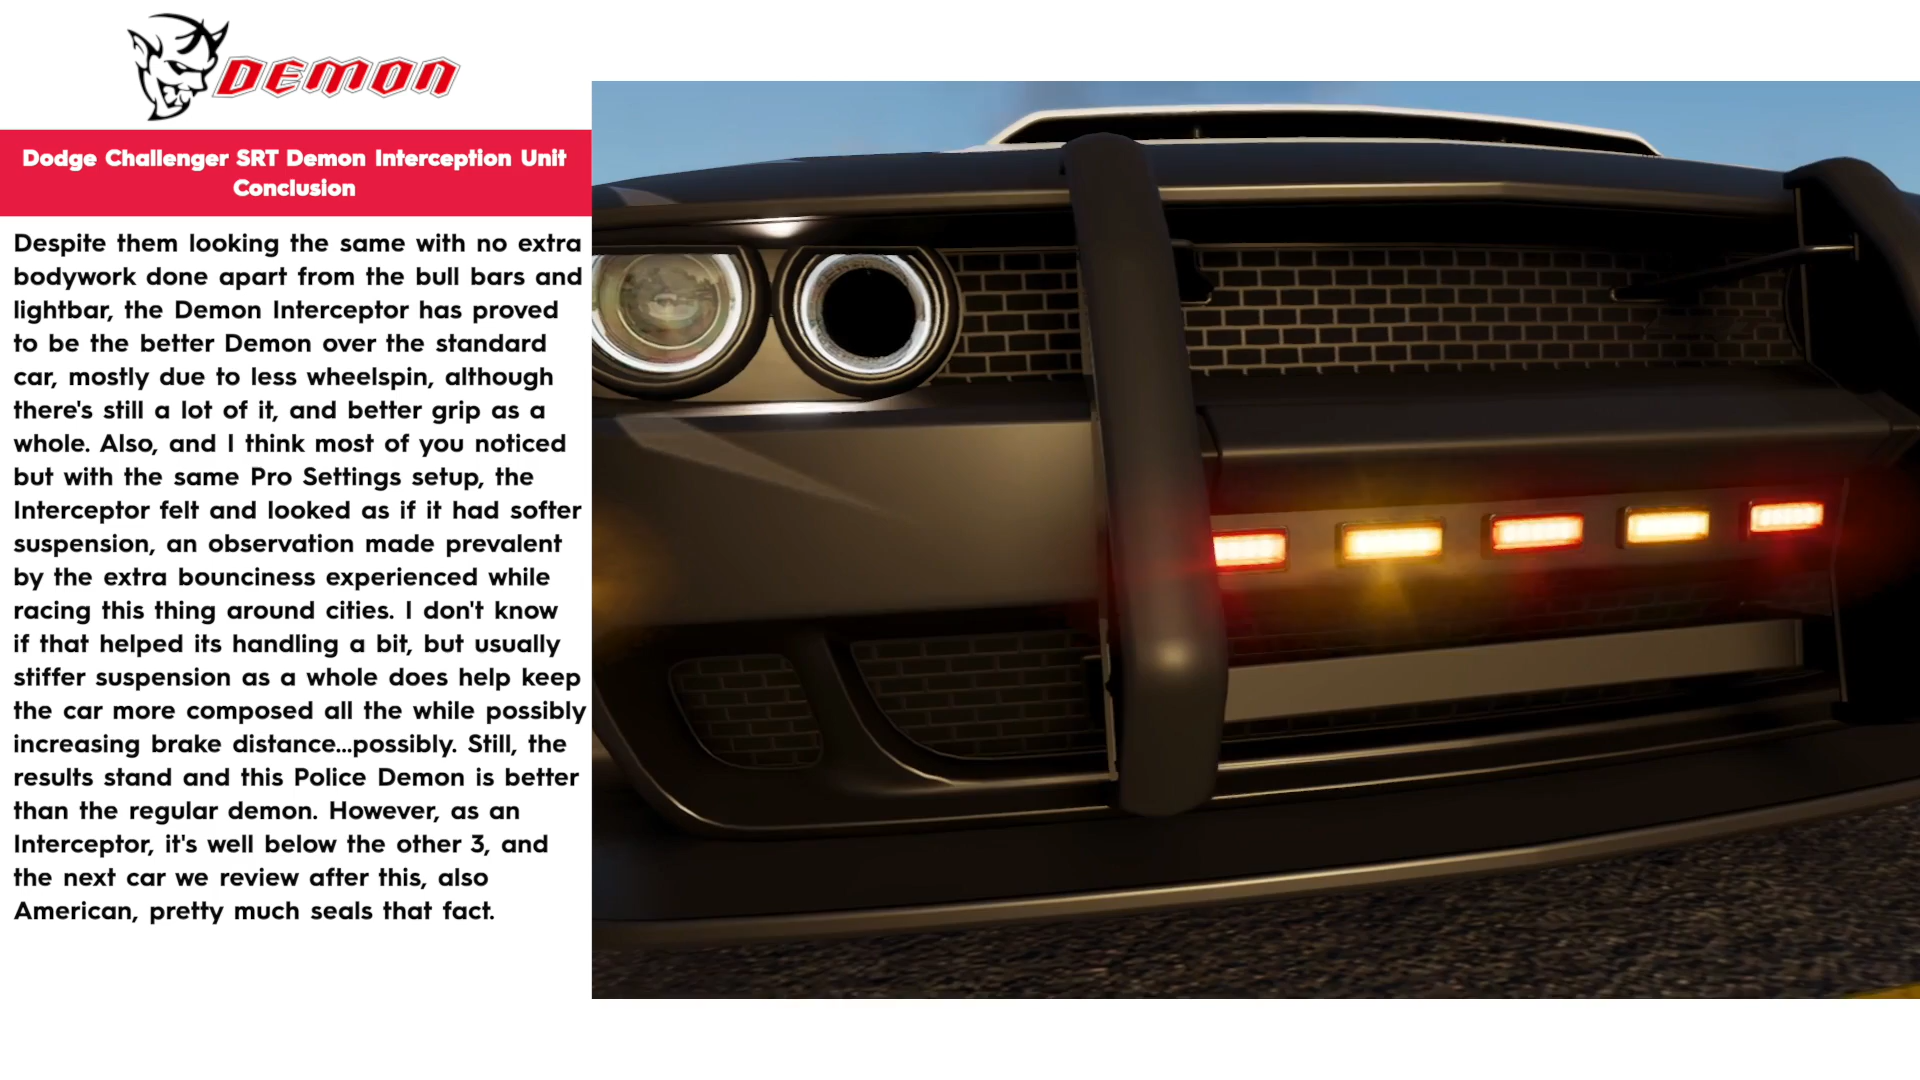 DEMON
Dodge Challenger SRT Demon Interception Unit
Conclusion
Despite them looking the same with no extra
bodywork done apart from the bull bars and
lightbar, the Demon Interceptor has proved
to be the better Demon over the standard
car, mostly due to less wheelspin, although
there's still a lot of it, and better grip as a
whole. Also, and I think most of you noticed
but with the same Pro Settings setup, the
Interceptor felt and looked as if it had softer
suspension, an observation made prevalent
by the extra bounciness experienced while
racing this thing around cities. I don't know
if that helped its handling a bit, but usually
stiffer suspension as a whole does help keep
the car more composed all the while possibly
increasing brake distance...possibly. Still, the
results stand and this Police Demon is better
than the regular demon. However, as an
Interceptor, it's well below the other 3, and
the next car we review after this, also
American, pretty much seals that fact.